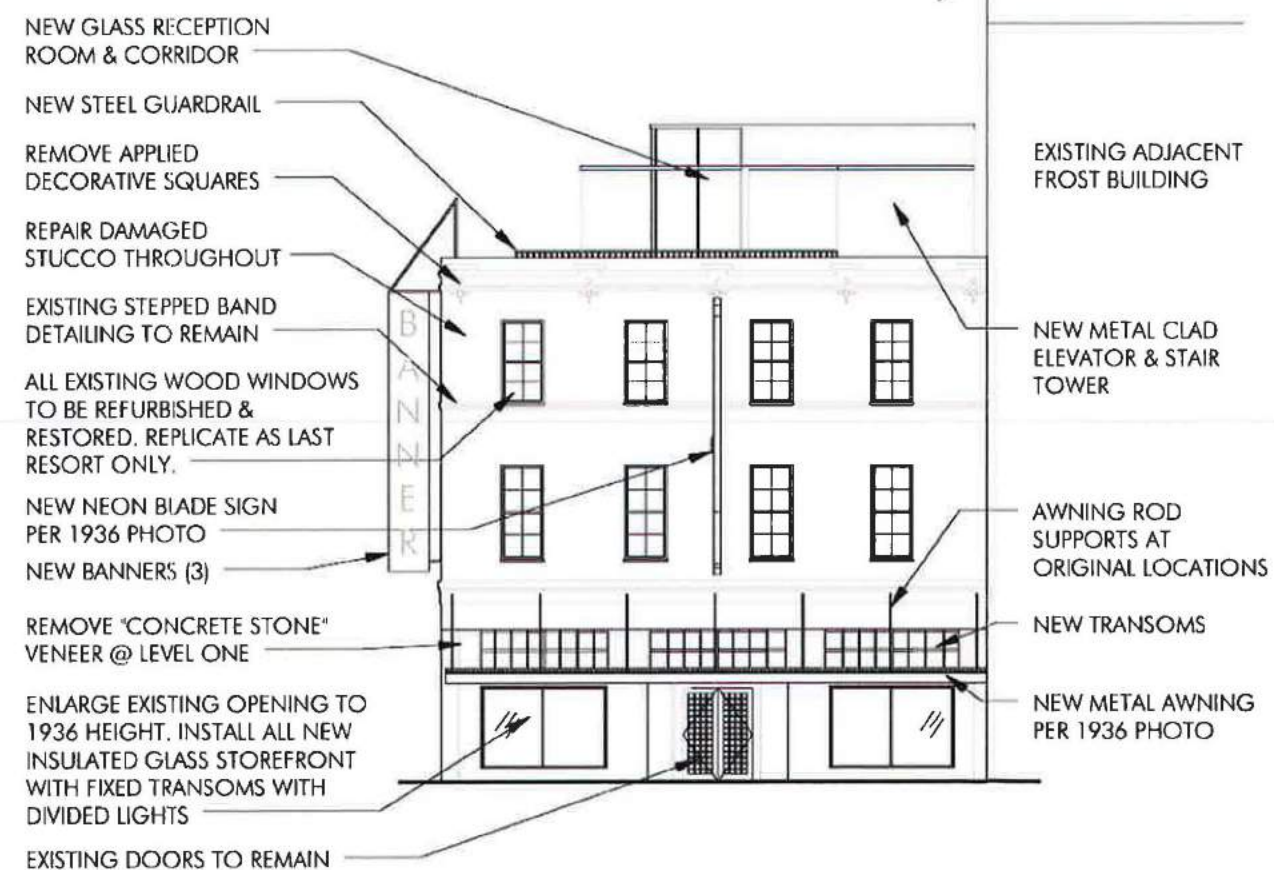 NEW GLASS RECEPTION
ROOM & CORRIDOR
NEW STEEL GUARDRAIL
REMOVE APPLIED
DECORATIVE SQUARES
REPAIR DAMAGED
STUCCO THROUGHOUT
EXISTING STEPPED BAND
DETAILING TO REMAIN
ALL EXISTING WOOD WINDOWS
TO BE REFURBISHED &
RESTORED. REPLICATE AS LAST
RESORT ONLY.
NEW NEON BLADE SIGN
PER 1936 PHOTO
NEW BANNERS (3)
REMOVE "CONCRETE STONE"
VENEER @ LEVEL ONE
ENLARGE EXISTING OPENING TO
1936 HEIGHT. INSTALL ALL NEW
INSULATED GLASS STOREFRONT
WITH FIXED TRANSOMS WITH
DIVIDED LIGHTS
EXISTING DOORS TO REMAIN
BANNER
EXISTING ADJACENT
FROST BUILDING
NEW METAL CLAD
ELEVATOR & STAIR
TOWER
AWNING ROD
SUPPORTS AT
ORIGINAL LOCATIONS
NEW TRANSOMS
NEW METAL AWNING
PER 1936 PHOTO